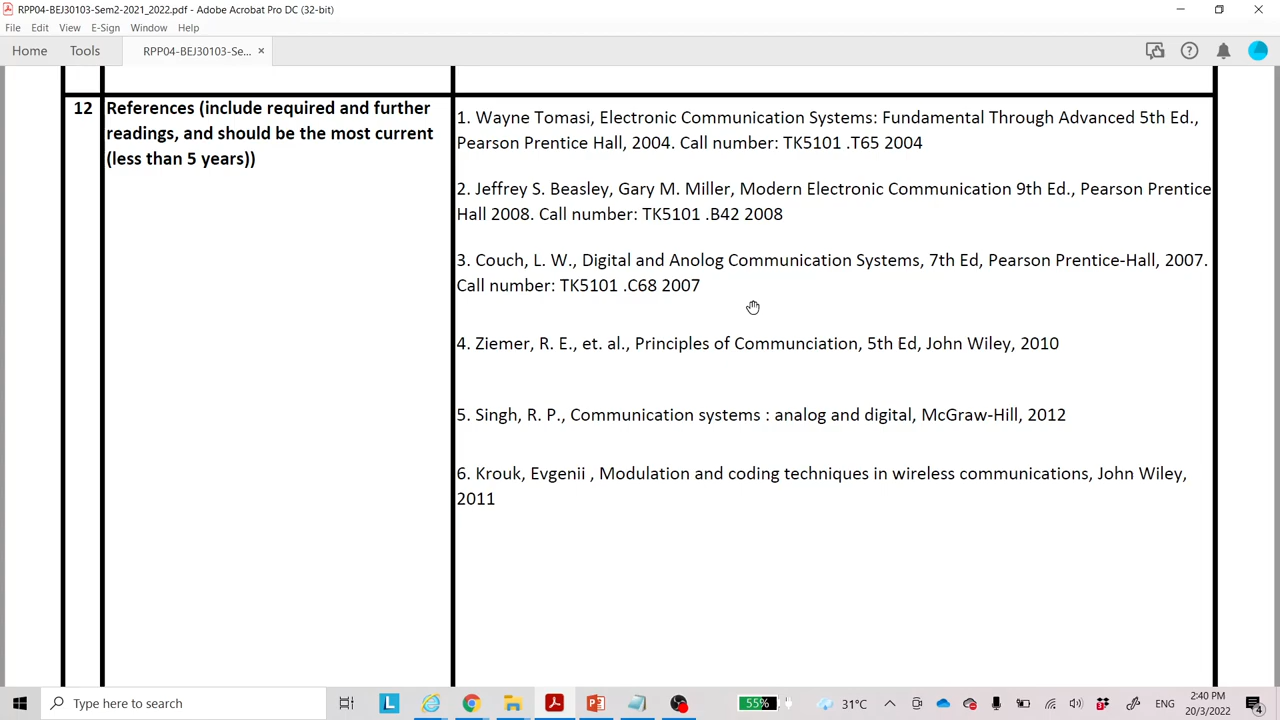 RPP04-BEJ30103-Sem2-2021_2022.pdf - Adobe Acrobat Pro DC (32-bit)
File Edit View E-Sign Window Help
Home Tools RPP04-BEJ30103-Se... ×
12 References (include required and further
readings, and should be the most current
(less than 5 years))
1. Wayne Tomasi, Electronic Communication Systems: Fundamental Through Advanced 5th Ed.,
Pearson Prentice Hall, 2004. Call number: TK5101 .T65 2004
2. Jeffrey S. Beasley, Gary M. Miller, Modern Electronic Communication 9th Ed., Pearson Prentice
Hall 2008. Call number: TK5101 .B42 2008
3. Couch, L. W., Digital and Anolog Communication Systems, 7th Ed, Pearson Prentice-Hall, 2007.
Call number: TK5101 .C68 2007
4. Ziemer, R. E., et. al., Principles of Communciation, 5th Ed, John Wiley, 2010
5. Singh, R. P., Communication systems : analog and digital, McGraw-Hill, 2012
6. Krouk, Evgenii , Modulation and coding techniques in wireless communications, John Wiley,
2011
Type here to search
L
55%
31°C
ENG
2:40 PM
20/3/2022
4